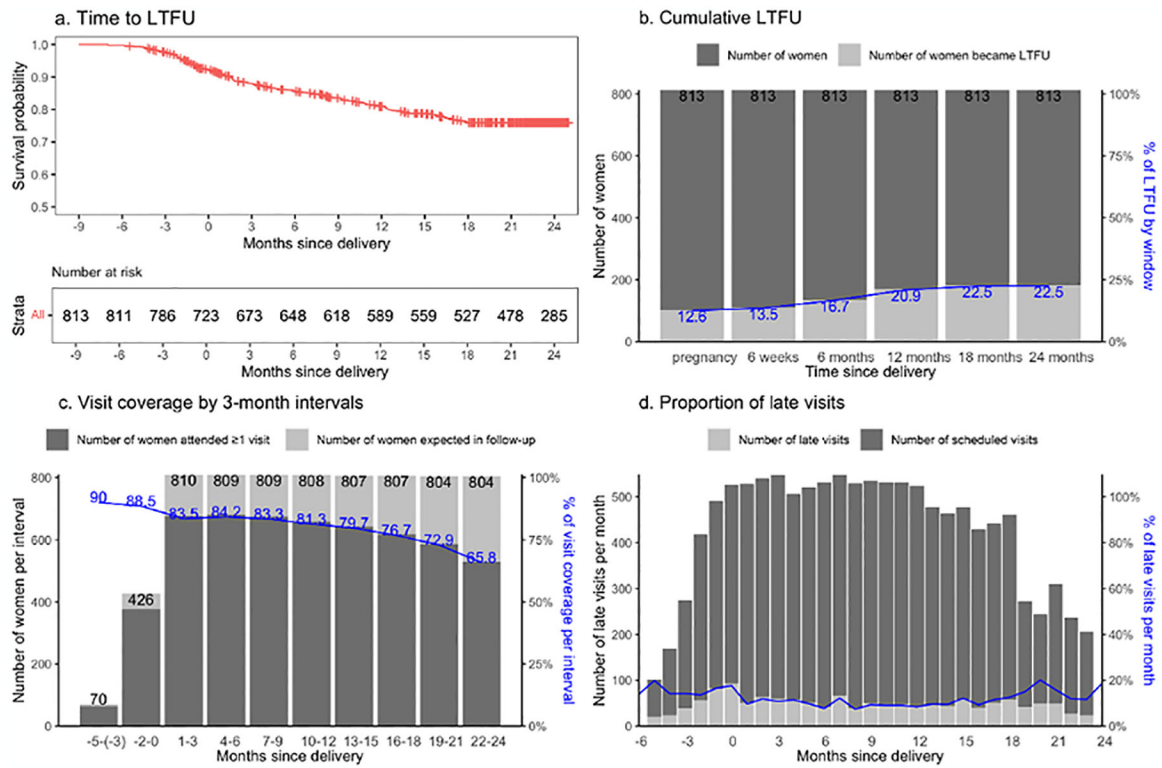 a. Time to LTFU
1.0
0.9
0.8
0.7
0.6
0.5
Survival probability
-9 -6 -3 0 3 6 9 12 15 18 21 24
Months since delivery
Number at risk
Strata
All 813 811 786 723 673 648 618 589 559 527 478 285
-9 -6 -3 0 3 6 9 12 15 18 21 24
Months since delivery
b. Cumulative LTFU
Number of women Number of women became LTFU
800
600
400
200
0
Number of women
813 813 813 813 813 813
12.6 13.5 16.7 20.9 22.5 22.5
100%
75%
50%
25%
0%
% of LTFU by window
pregnancy 6 weeks 6 months 12 months 18 months 24 months
Time since delivery
c. Visit coverage by 3-month intervals
Number of women attended ≥1 visit Number of women expected in follow-up
800
600
400
200
0
Number of women per interval
810 809 809 808 807 807 804 804
90 88.5 83.5 84.2 83.3 81.3 79.7 76.7 72.9 65.8
426
70
100%
75%
50%
25%
0%
% of visit coverage per interval
-5-(-3) -2-0 1-3 4-6 7-9 10-12 13-15 16-18 19-21 22-24
Months since delivery
d. Proportion of late visits
Number of late visits Number of scheduled visits
500
400
300
200
100
0
Number of late visits per month
100%
80%
60%
40%
20%
0%
% of late visits per month
-6 -3 0 3 6 9 12 15 18 21 24
Months since delivery